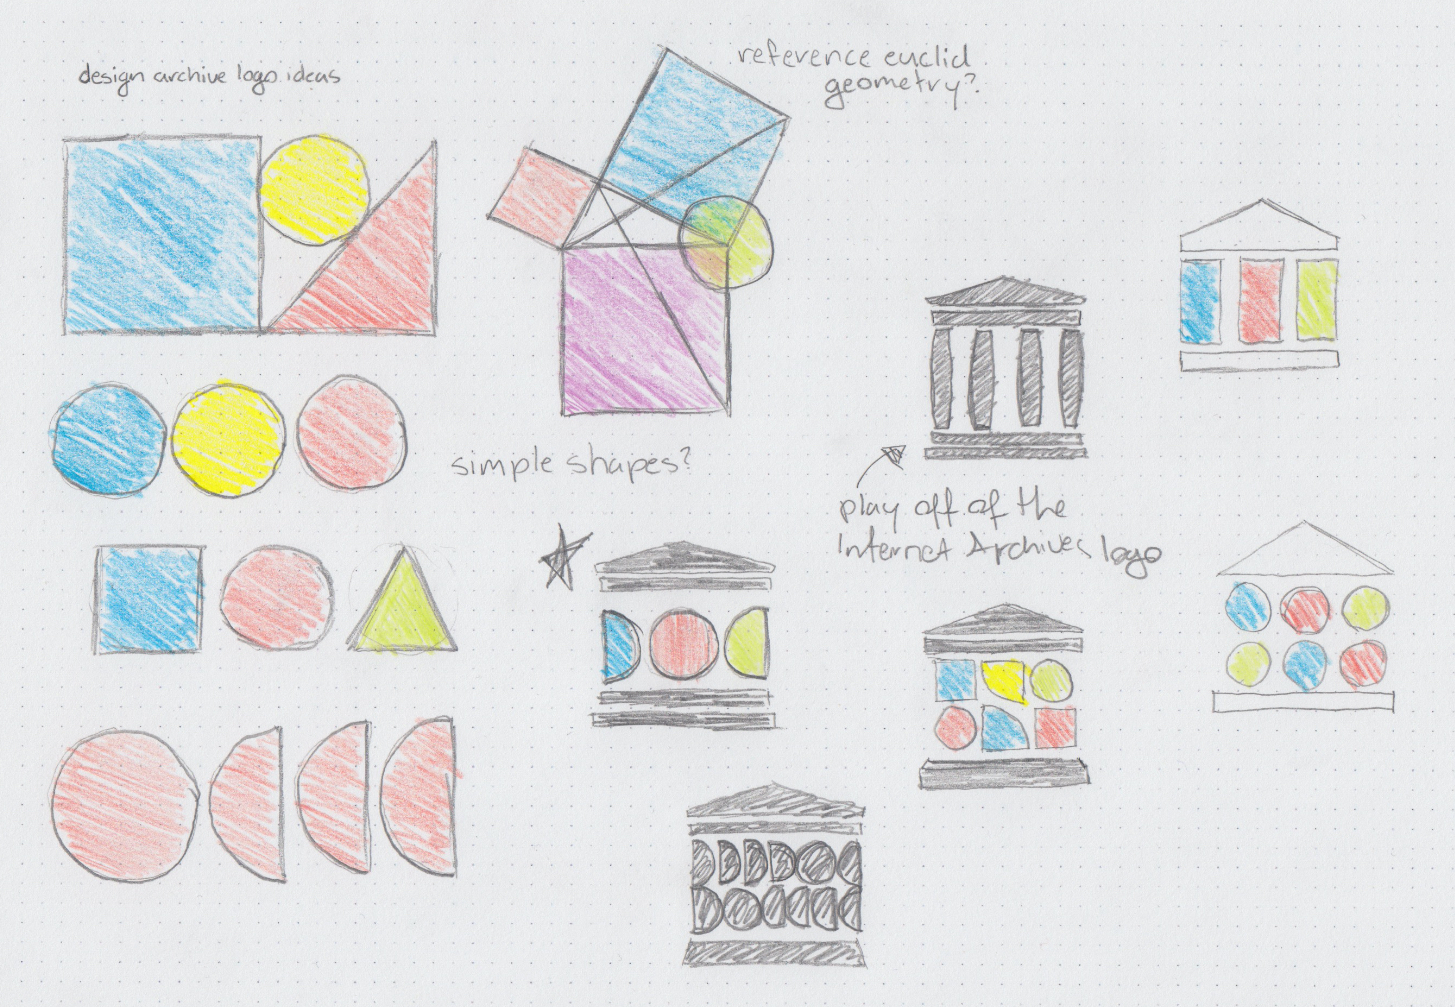 design archive logo ideas
reference euclid
geometry?
simple shapes?
play off of the
Internet Archives logo